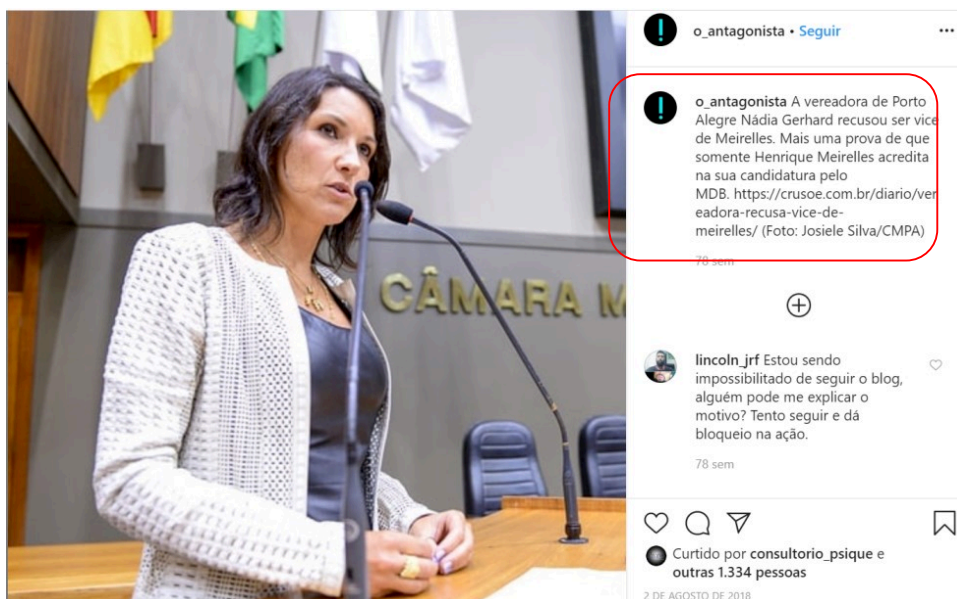 o_antagonista • Seguir
o_antagonista A vereadora de Porto
Alegre Nádia Gerhard recusou ser vice
de Meirelles. Mais uma prova de que
somente Henrique Meirelles acredita
na sua candidatura pelo
MDB. https://crusoe.com.br/diario/ver
eadora-recusa-vice-de-
meirelles/ (Foto: Josiele Silva/CMPA)
78 sem
CÂMARA M
lincoln_jrf Estou sendo
impossibilitado de seguir o blog,
alguém pode me explicar o
motivo? Tento seguir e dá
bloqueio na ação.
78 sem
Curtido por consultorio_psique e
outras 1.334 pessoas
2 DE AGOSTO DE 2018